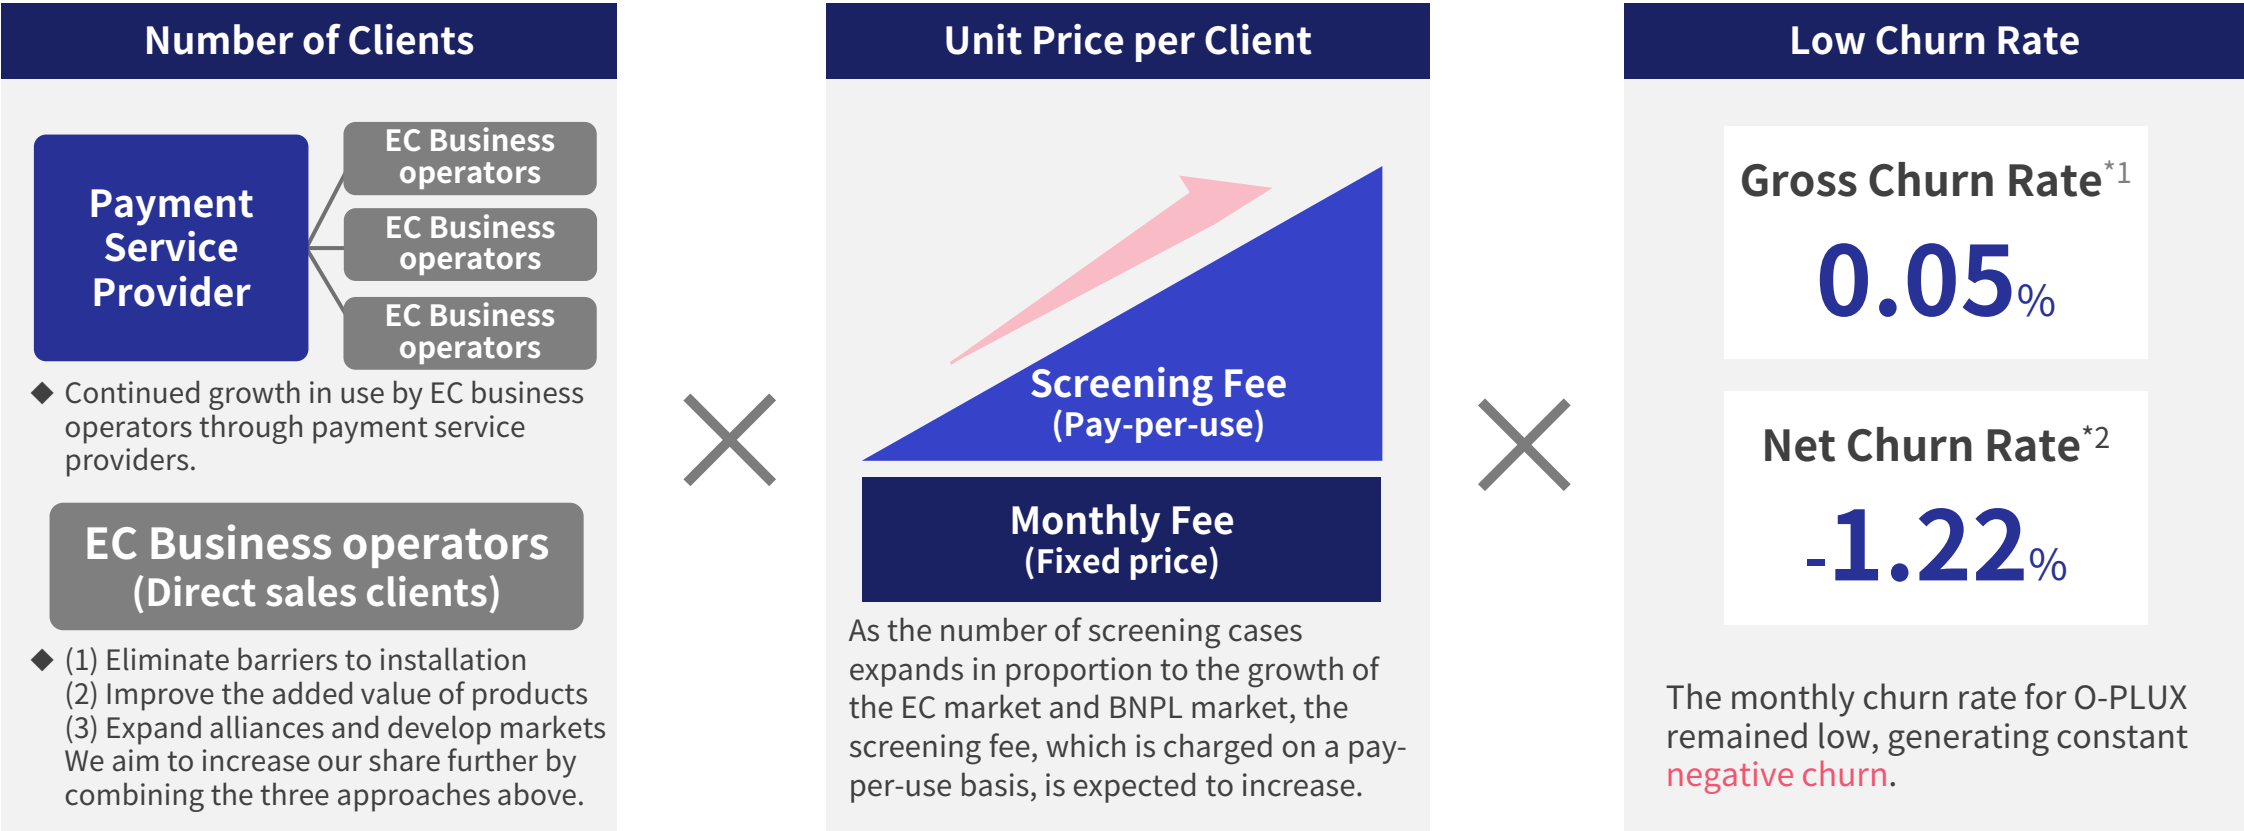 Number of Clients
Payment
Service
Provider
EC Business
operators
EC Business
operators
EC Business
operators
◆ Continued growth in use by EC business
operators through payment service
providers.
EC Business operators
(Direct sales clients)
◆ (1) Eliminate barriers to installation
(2) Improve the added value of products
(3) Expand alliances and develop markets
We aim to increase our share further by
combining the three approaches above.
×
Unit Price per Client
Screening Fee
(Pay-per-use)
Monthly Fee
(Fixed price)
As the number of screening cases
expands in proportion to the growth of
the EC market and BNPL market, the
screening fee, which is charged on a pay-
per-use basis, is expected to increase.
×
Low Churn Rate
Gross Churn Rate*1
0.05%
Net Churn Rate*2
-1.22%
The monthly churn rate for O-PLUX
remained low, generating constant
negative churn.